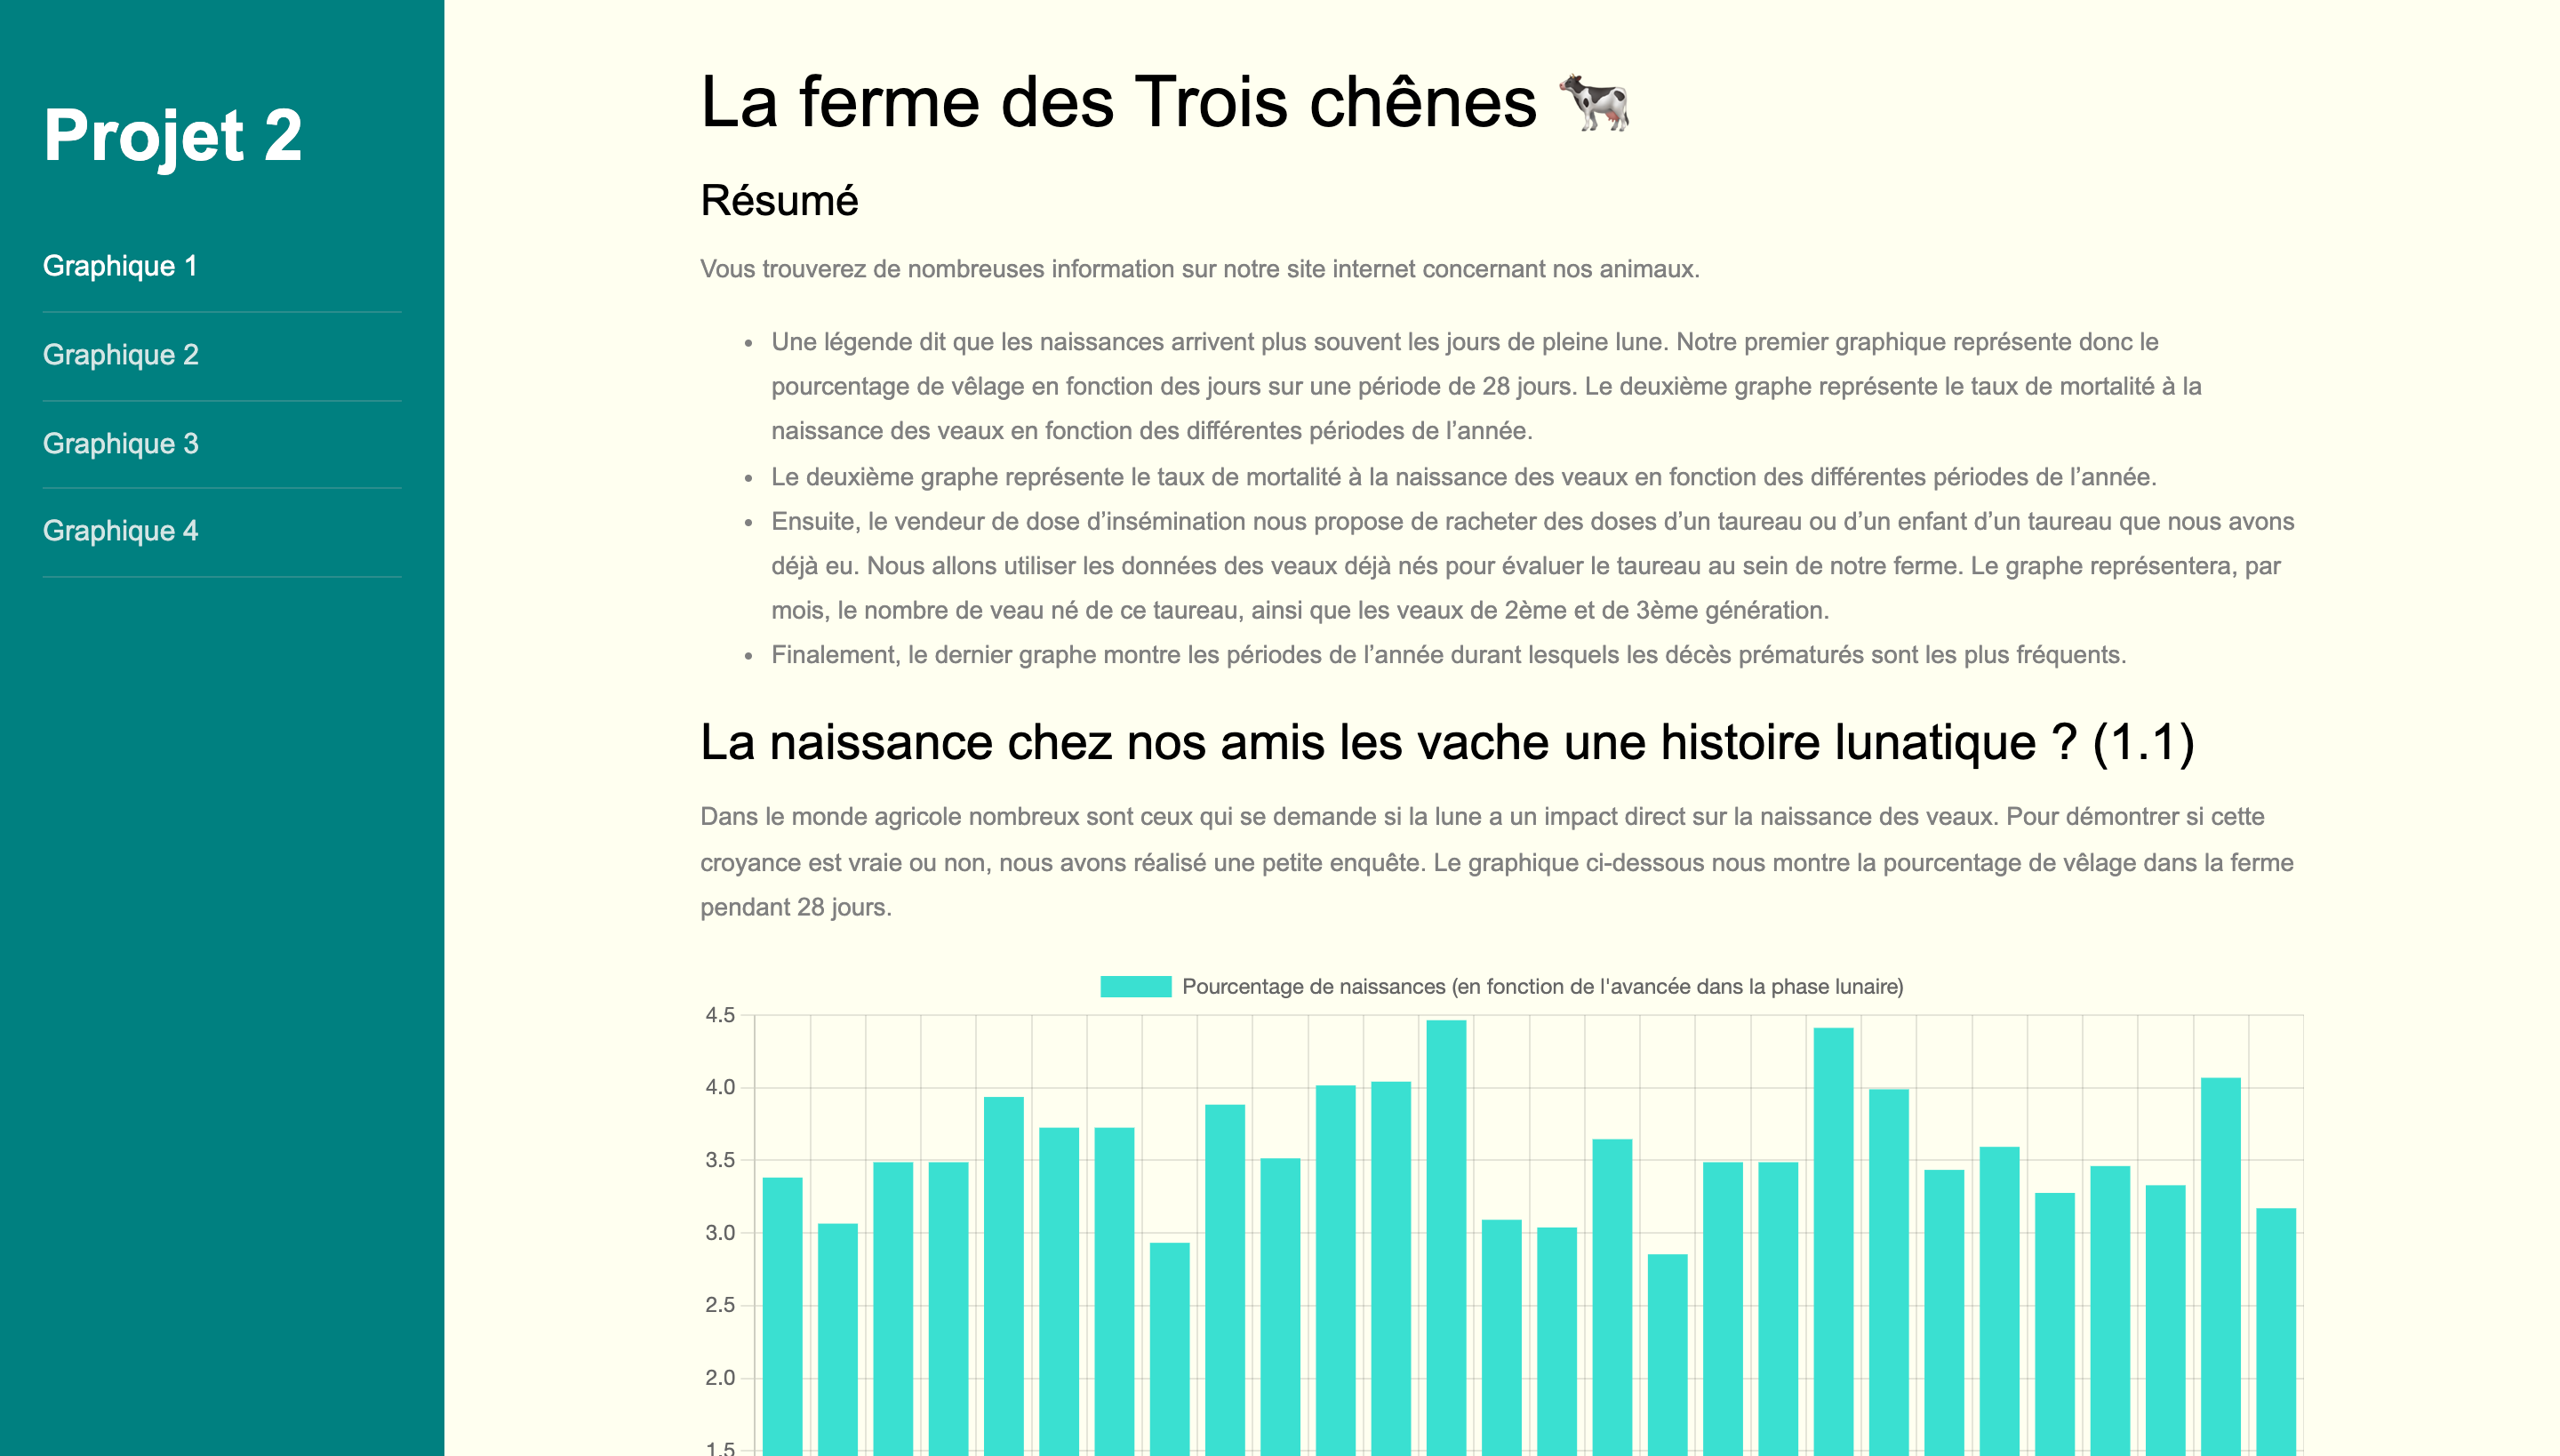 Projet 2
Graphique 1
Graphique 2
Graphique 3
Graphique 4
La ferme des Trois chênes
Résumé
Vous trouverez de nombreuses information sur notre site internet concernant nos animaux.
• Une légende dit que les naissances arrivent plus souvent les jours de pleine lune. Notre premier graphique représente donc le
pourcentage de vêlage en fonction des jours sur une période de 28 jours. Le deuxième graphe représente le taux de mortalité à la
naissance des veaux en fonction des différentes périodes de l’année.
• Le deuxième graphe représente le taux de mortalité à la naissance des veaux en fonction des différentes périodes de l’année.
• Ensuite, le vendeur de dose d’insémination nous propose de racheter des doses d’un taureau ou d’un enfant d’un taureau que nous avons
déjà eu. Nous allons utiliser les données des veaux déjà nés pour évaluer le taureau au sein de notre ferme. Le graphe représentera, par
mois, le nombre de veau né de ce taureau, ainsi que les veaux de 2ème et de 3ème génération.
• Finalement, le dernier graphe montre les périodes de l’année durant lesquels les décès prématurés sont les plus fréquents.
La naissance chez nos amis les vache une histoire lunatique ? (1.1)
Dans le monde agricole nombreux sont ceux qui se demande si la lune a un impact direct sur la naissance des veaux. Pour démontrer si cette
croyance est vraie ou non, nous avons réalisé une petite enquête. Le graphique ci-dessous nous montre la pourcentage de vêlage dans la ferme
pendant 28 jours.
Pourcentage de naissances (en fonction de l'avancée dans la phase lunaire)
4.5
4.0
3.5
3.0
2.5
2.0
1.5